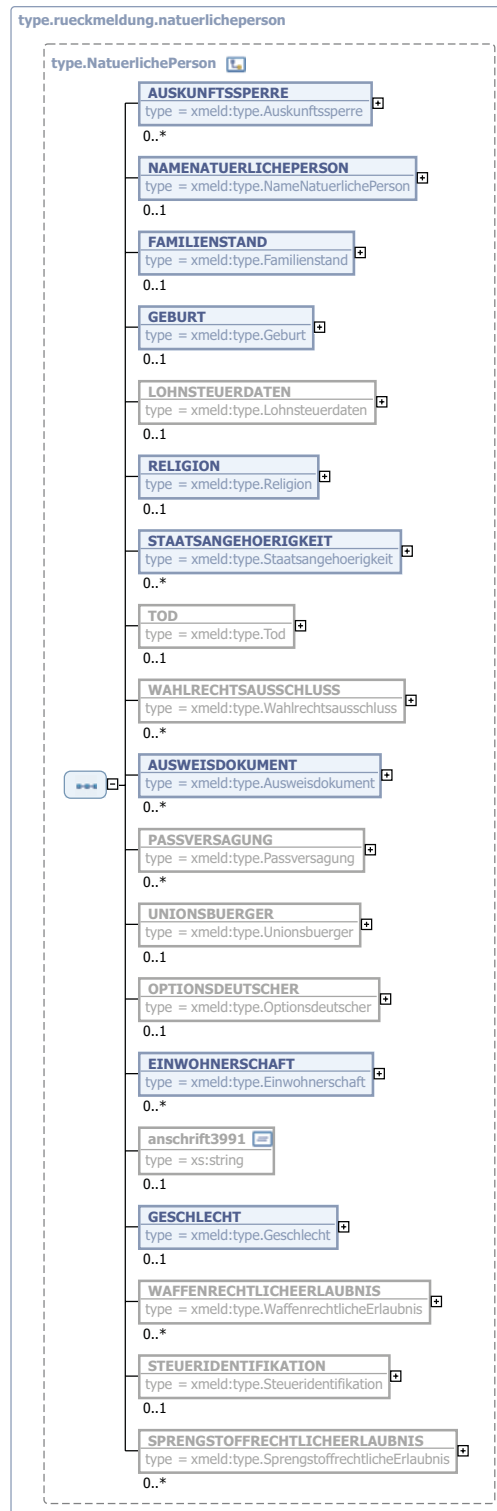 type.rueckmeldung.natuerlicheperson
type.NatuerlichePerson
AUSKUNFTSSPERRE
type = xmeld:type.Auskunftssperre
0..*
NAMENATUERLICHEPERSON
type = xmeld:type.NameNatuerlichePerson
0..1
FAMILIENSTAND
type = xmeld:type.Familienstand
0..1
GEBURT
type = xmeld:type.Geburt
0..1
LOHNSTEUERDATEN
type = xmeld:type.Lohnsteuerdaten
0..1
RELIGION
type = xmeld:type.Religion
0..1
STAATSANGEHOERIGKEIT
type = xmeld:type.Staatsangehoerigkeit
0..*
TOD
type = xmeld:type.Tod
0..1
WAHLRECHTSAUSSCHLUSS
type = xmeld:type.Wahlrechtsausschluss
0..*
AUSWEISDOKUMENT
type = xmeld:type.Ausweisdokument
0..*
PASSVERSAGUNG
type = xmeld:type.Passversagung
0..*
UNIONSBUERGER
type = xmeld:type.Unionsbuerger
0..1
OPTIONSDEUTSCHER
type = xmeld:type.Optionsdeutscher
0..1
EINWOHNERSCHAFT
type = xmeld:type.Einwohnerschaft
0..*
anschrift3991
type = xs:string
0..1
GESCHLECHT
type = xmeld:type.Geschlecht
0..1
WAFFENRECHTLICHEERLAUBNIS
type = xmeld:type.WaffenrechtlicheErlaubnis
0..*
STEUERIDENTIFIKATION
type = xmeld:type.Steueridentifikation
0..1
SPRENGSTOFFRECHTLICHEERLAUBNIS
type = xmeld:type.SprengstoffrechtlicheErlaubnis
0..*